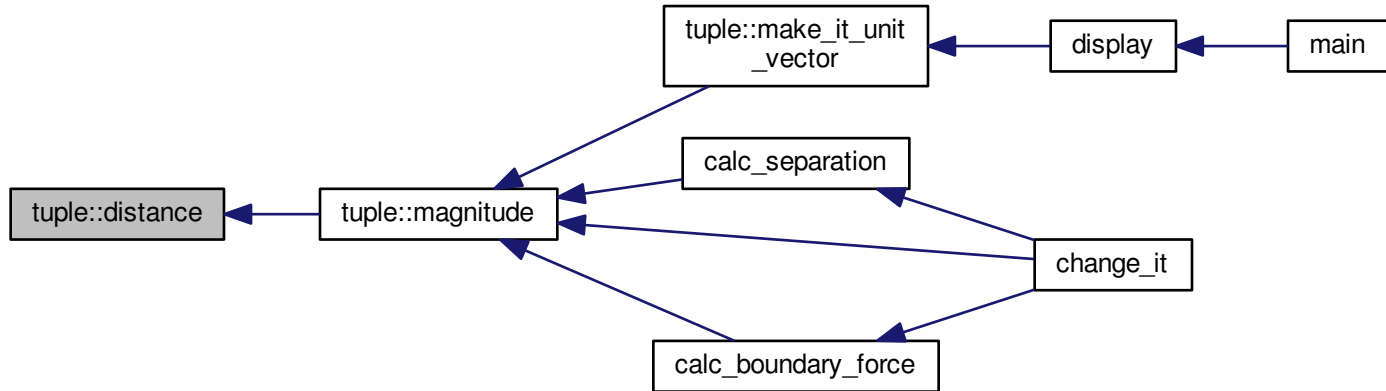 tuple::make_it_unit
_vector
display
main
calc_separation
tuple::distance
tuple::magnitude
change_it
calc_boundary_force